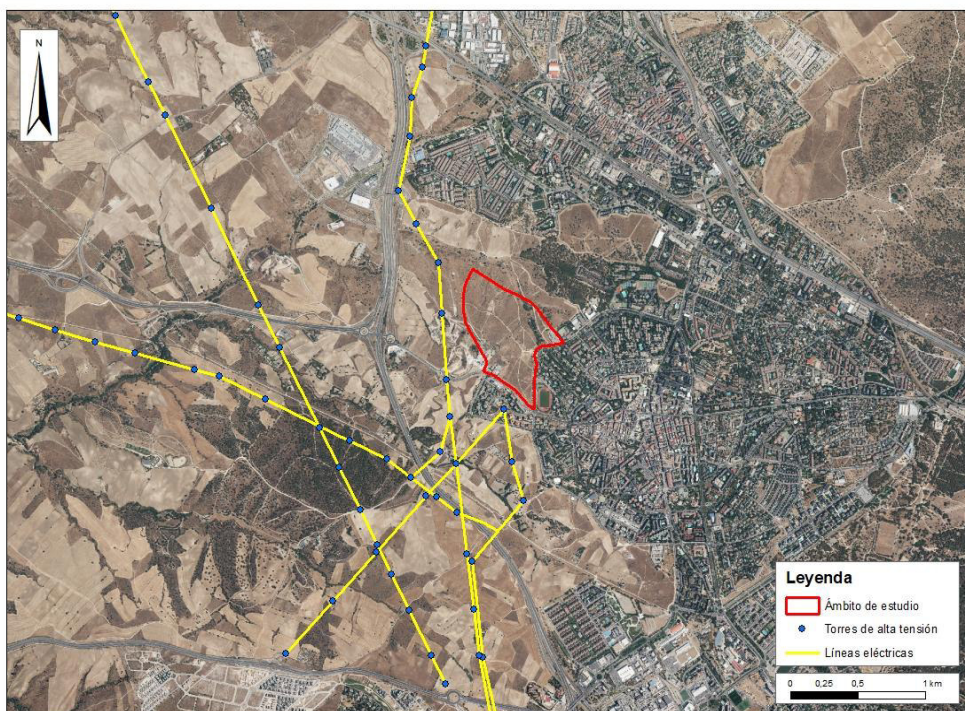 N
Leyenda
Ámbito de estudio
Torres de alta tensión
Líneas eléctricas
0 0,25 0,5 1 km